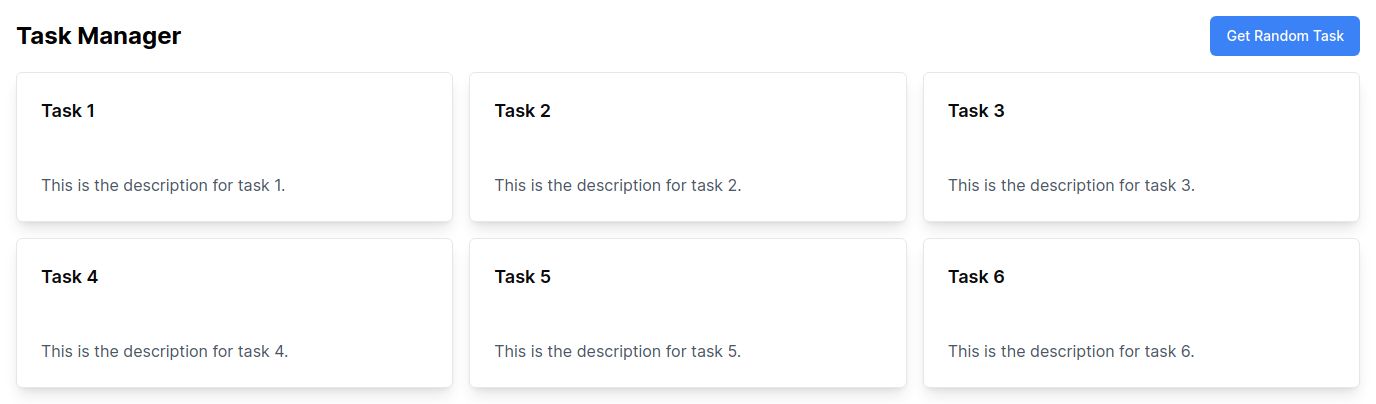 Task Manager
Get Random Task
Task 1
This is the description for task 1.
Task 2
This is the description for task 2.
Task 3
This is the description for task 3.
Task 4
This is the description for task 4.
Task 5
This is the description for task 5.
Task 6
This is the description for task 6.